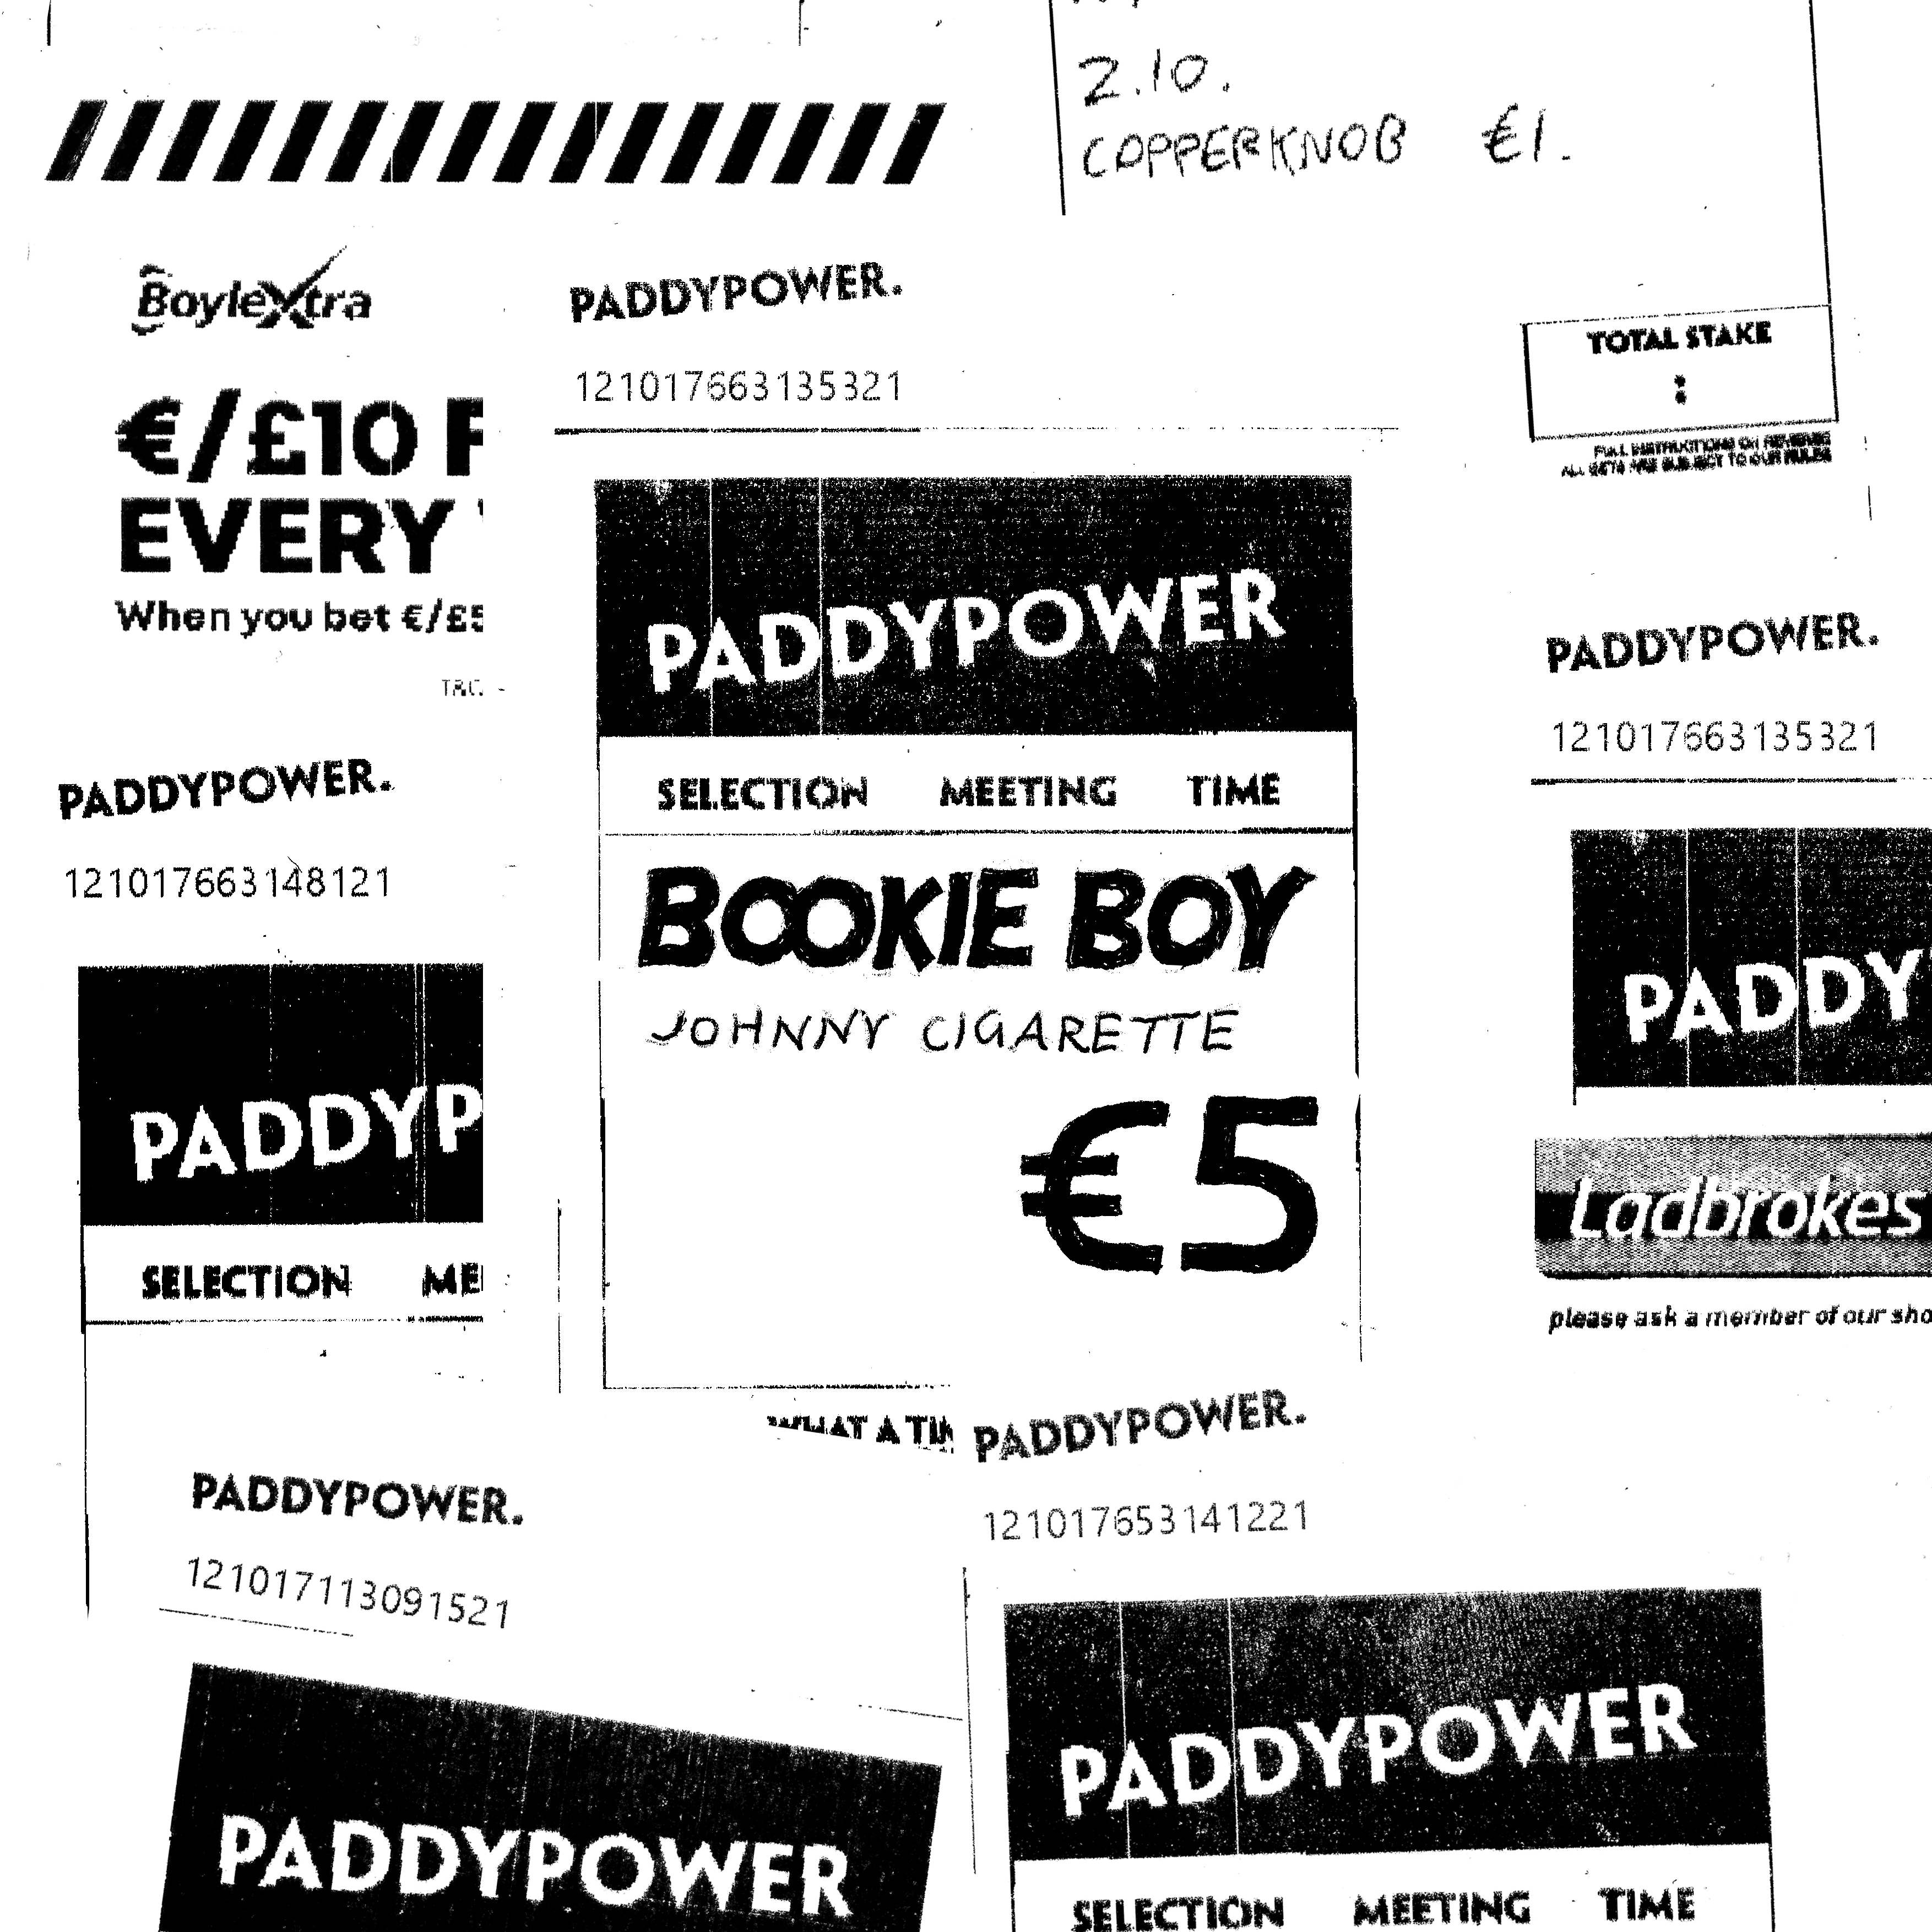 2.10.
COPPERKNOB €1.
BoyleXtra
€/£10 F
EVERY
When you bet €/£5
T&C
PADDYPOWER.
121017663135321
TOTAL STAKE
:
FULL INSTRUCTIONS ON REVERSE
ALL BETS ARE SUBJECT TO OUR RULES
PADDYPOWER
SELECTION MEETING TIME
BOOKIE BOY
JOHNNY CIGARETTE
€5
WHAT A TIM
PADDYPOWER.
121017663148121
PADDYP
SELECTION ME
PADDYPOWER.
121017663135321
PADDY
Ladbrokes
please ask a member of our sho
PADDYPOWER.
121017113091521
PADDYPOWER
PADDYPOWER.
121017653141221
PADDYPOWER
SELECTION MEETING TIME